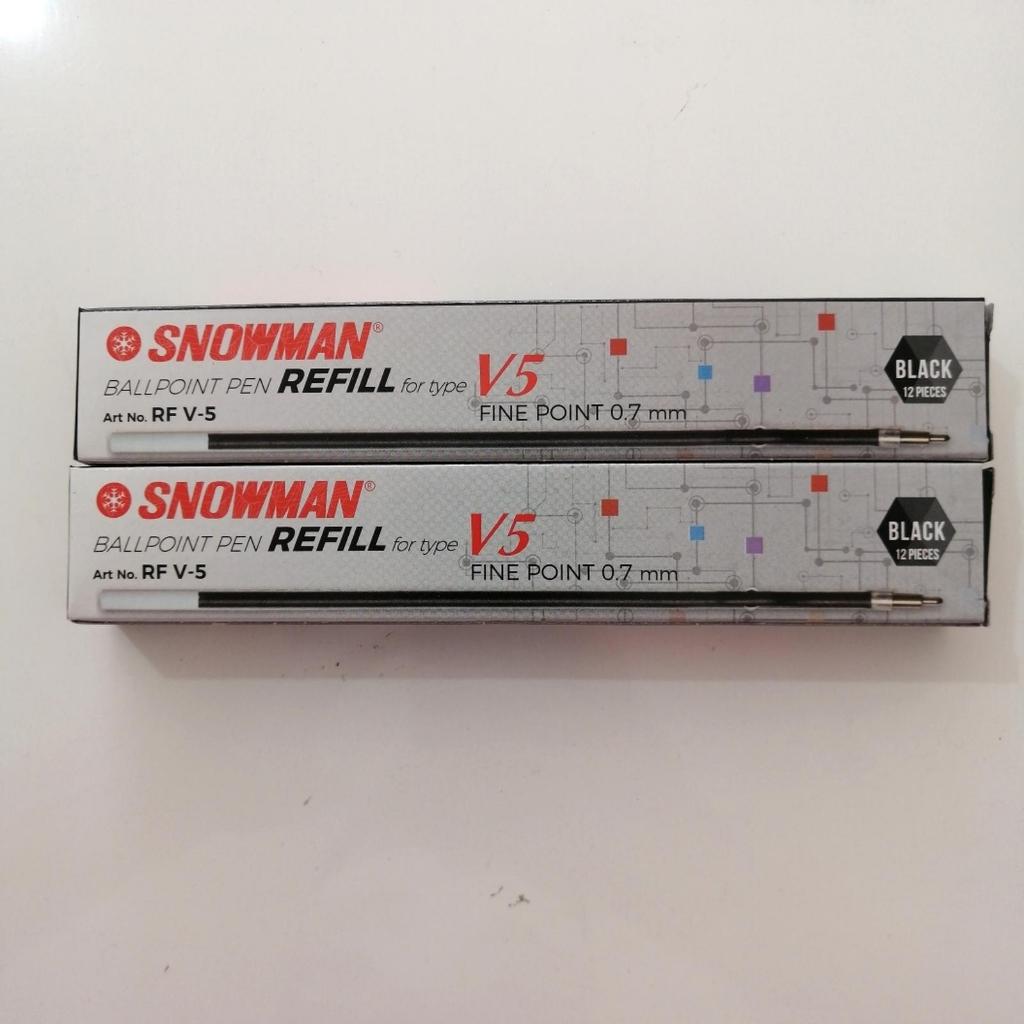 SNOWMAN®
BALLPOINT PEN REFILL for type V5
Art No. RF V-5
FINE POINT 0.7 mm
BLACK
12 PIECES
SNOWMAN®
BALLPOINT PEN REFILL for type V5
Art No. RF V-5
FINE POINT 0.7 mm
BLACK
12 PIECES